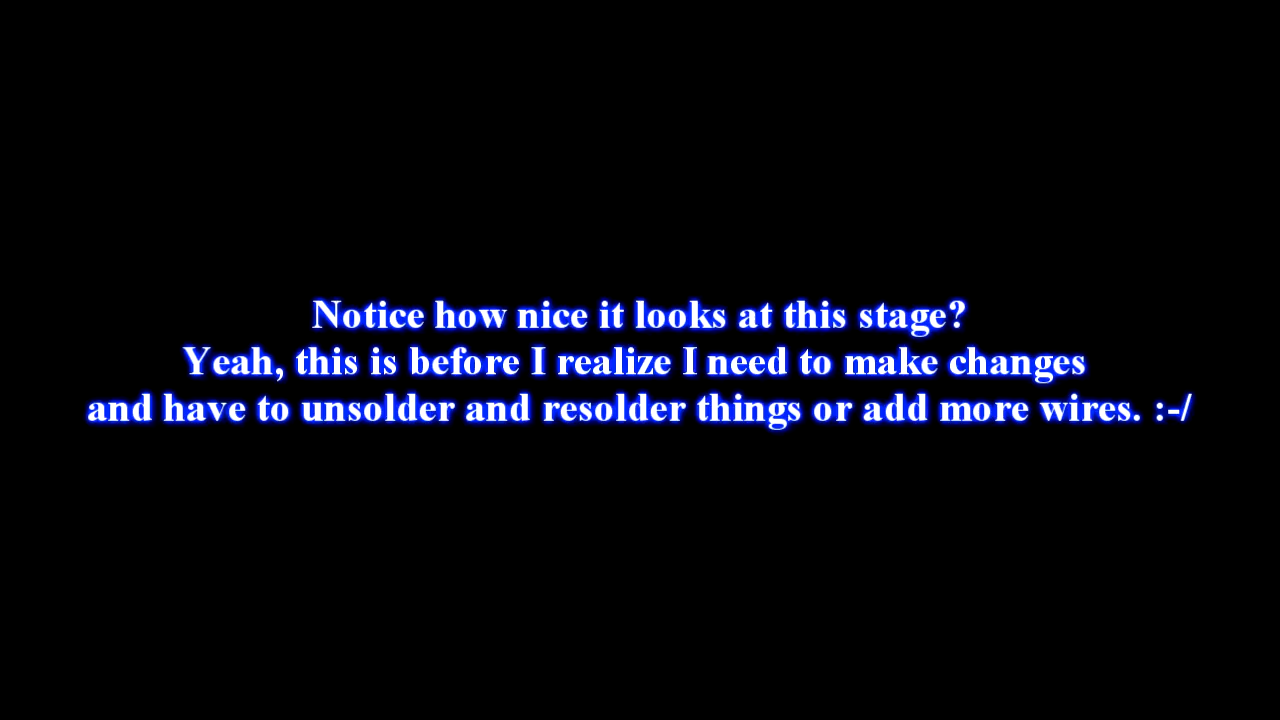 Notice how nice it looks at this stage?
Yeah, this is before I realize I need to make changes
and have to unsolder and resolder things or add more wires. :-/